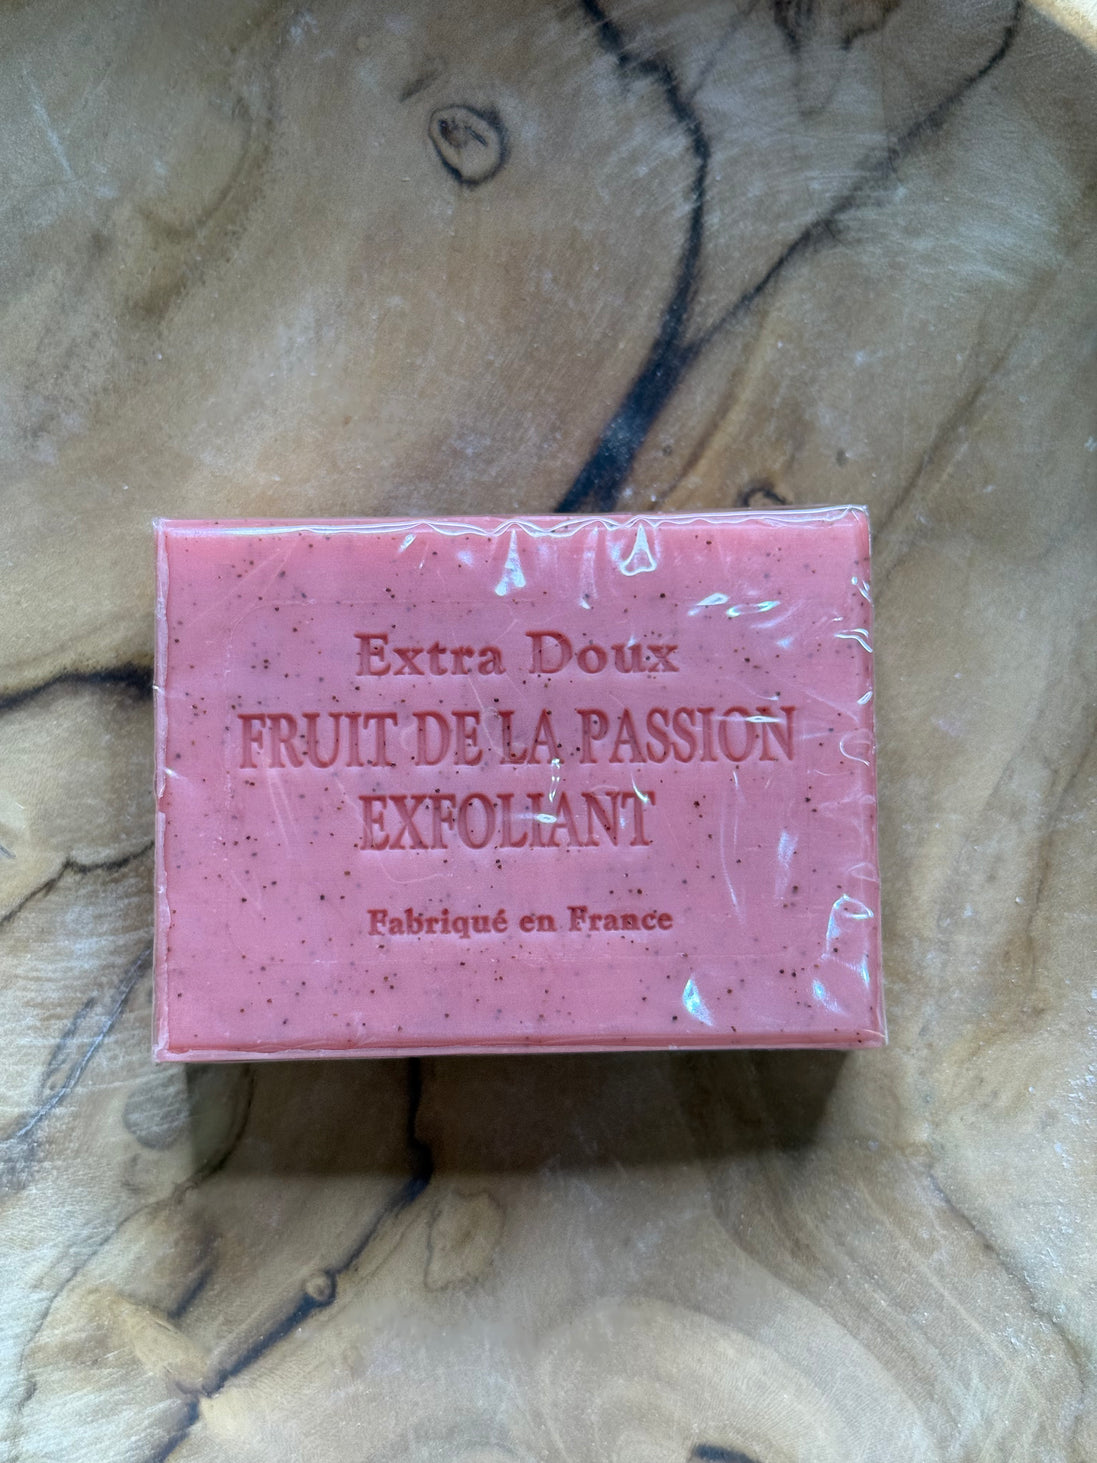 Extra Doux
FRUIT DE LA PASSION
EXFOLIANT
Fabriqué en France